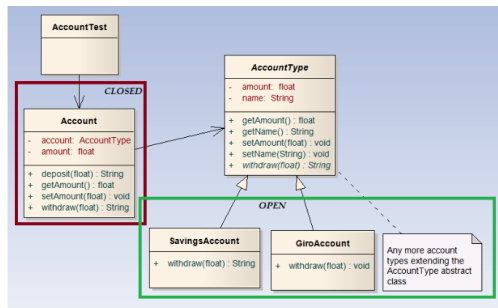 AccountTest
CLOSED
Account
- account: AccountType
- amount: float
+ deposit(float) : String
+ getAmount() : float
+ setAmount(float) : void
+ withdraw(float) : String
AccountType
- amount: float
- name: String
+ getAmount() : float
+ getName() : String
+ setAmount(float) : void
+ setName(String) : void
+ withdraw(float) : String
OPEN
SavingsAccount
+ withdraw(float) : String
GiroAccount
+ withdraw(float) : void
Any more account
types extending the
AccountType abstract
class